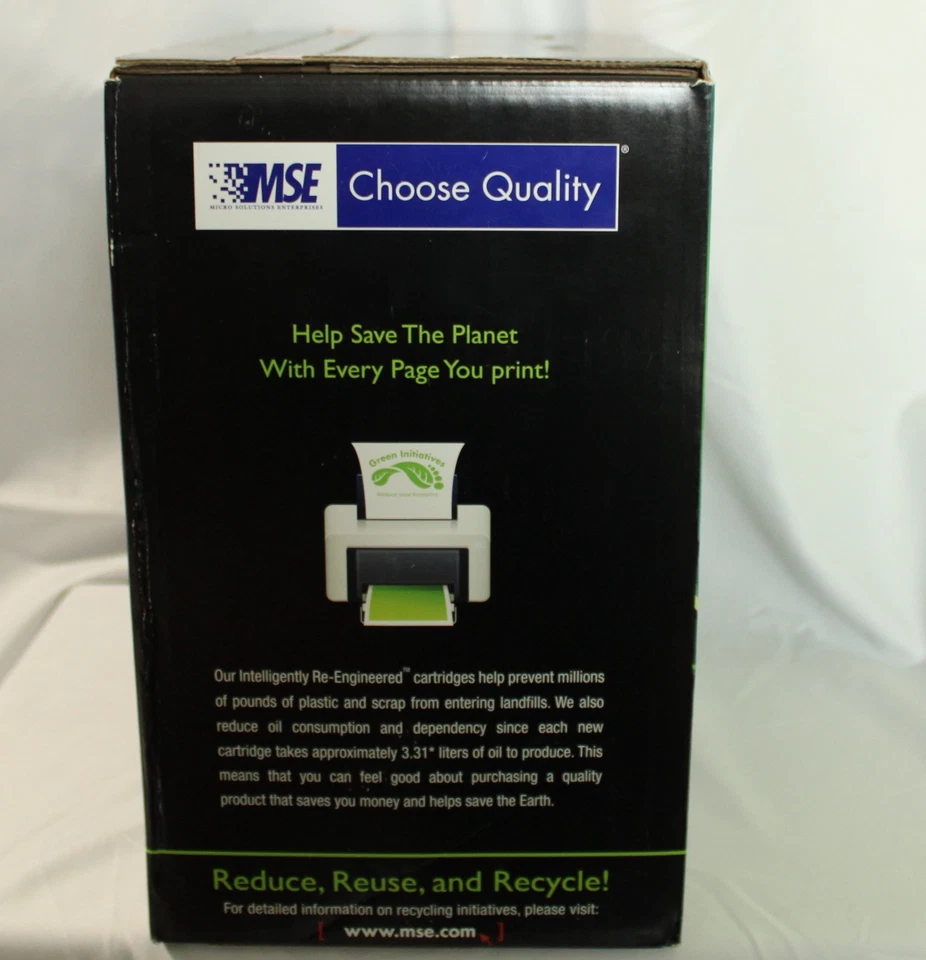 MSE
MICRO SOLUTIONS ENTERPRISES
Choose Quality
®
Help Save The Planet
With Every Page You print!
Green Initiatives
Our Intelligently Re-Engineered™ cartridges help prevent millions
of pounds of plastic and scrap from entering landfills. We also
reduce oil consumption and dependency since each new
cartridge takes approximately 3.31* liters of oil to produce. This
means that you can feel good about purchasing a quality
product that saves you money and helps save the Earth.
Reduce, Reuse, and Recycle!
For detailed information on recycling initiatives, please visit:
[ www.mse.com ]